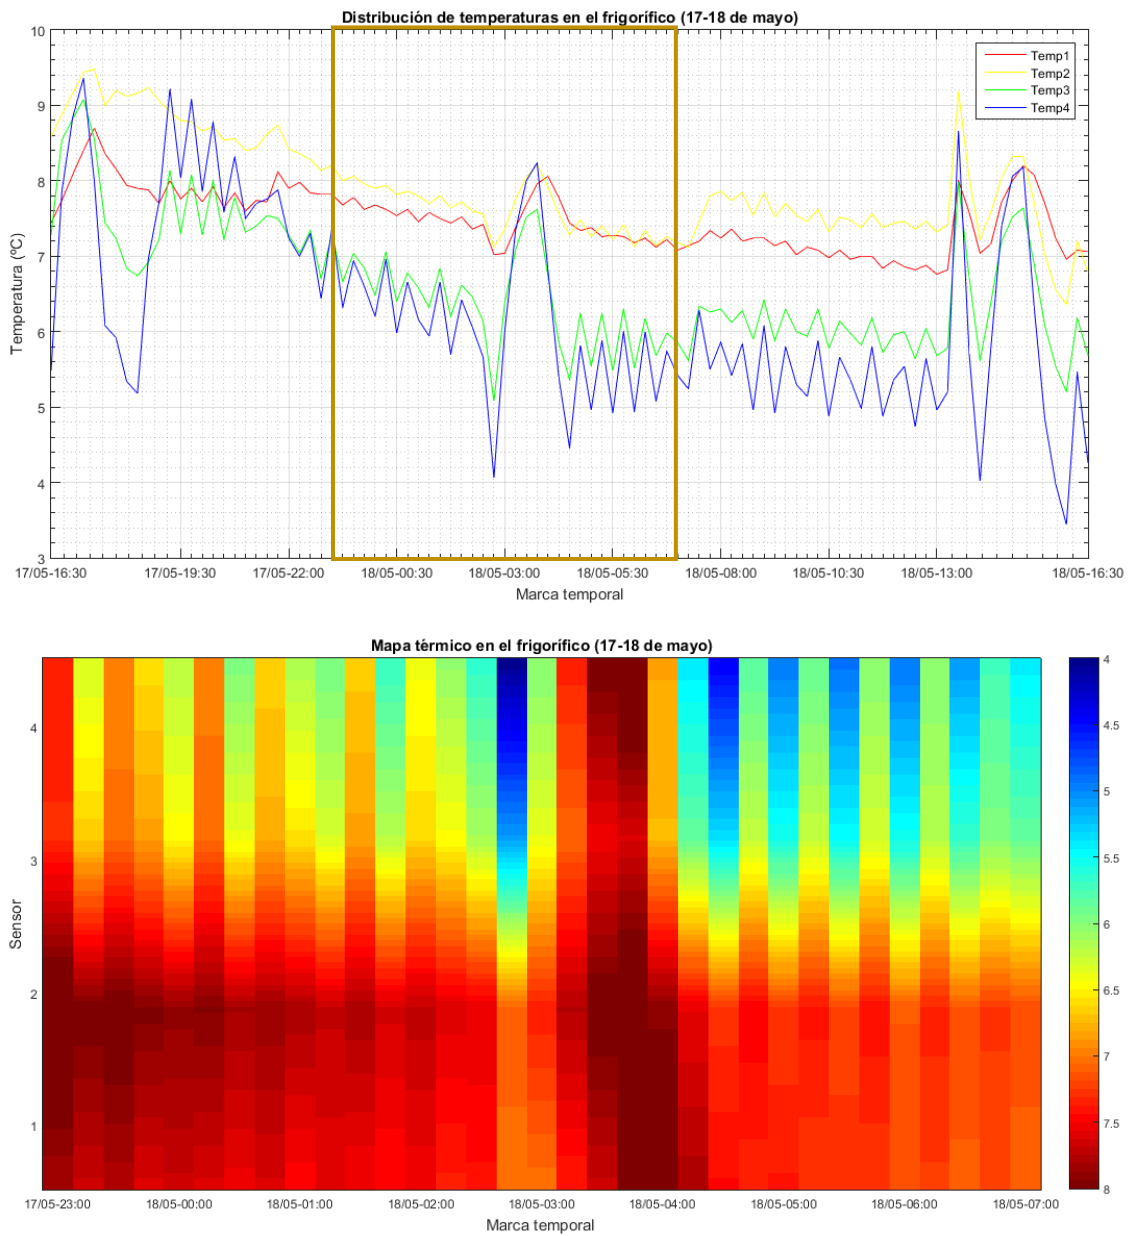 Distribución de temperaturas en el frigorífico (17-18 de mayo)
10
9
8
7
6
5
4
3
Temperatura (ºC)
Temp1
Temp2
Temp3
Temp4
17/05-16:30 17/05-19:30 17/05-22:00 18/05-00:30 18/05-03:00 18/05-05:30 18/05-08:00 18/05-10:30 18/05-13:00 18/05-16:30
Marca temporal
Mapa térmico en el frigorífico (17-18 de mayo)
4
3
2
1
Sensor
4
4.5
5
5.5
6
6.5
7
7.5
8
17/05-23:00 18/05-00:00 18/05-01:00 18/05-02:00 18/05-03:00 18/05-04:00 18/05-05:00 18/05-06:00 18/05-07:00
Marca temporal